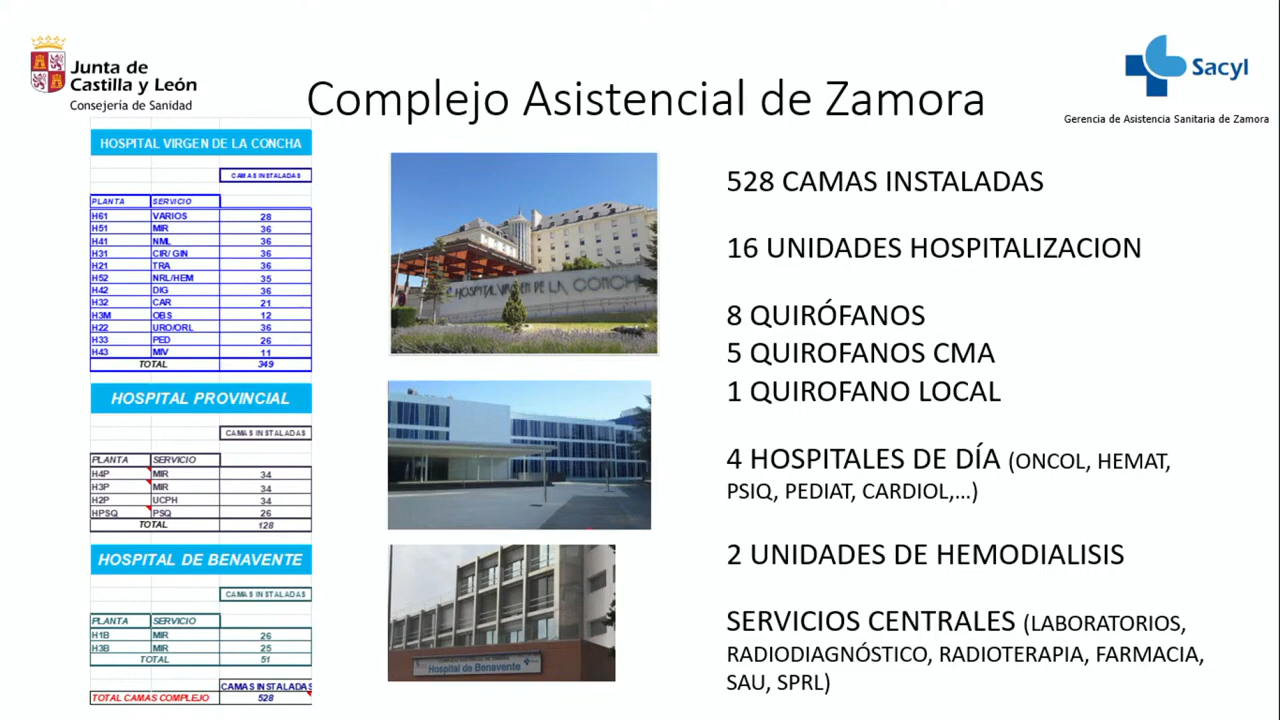 Junta de
Castilla y León
Consejería de Sanidad
Complejo Asistencial de Zamora
Sacyl
Gerencia de Asistencia Sanitaria de Zamora
HOSPITAL VIRGEN DE LA CONCHA
CAMAS INSTALADAS
PLANTA SERVICIO
H61 VARIOS 28
H51 MIR 36
H41 NML 36
H31 CIR/ GIN 36
H21 TRA 36
H52 NRL/HEM 35
H42 DIG 36
H32 CAR 21
H3M OBS 12
H22 URO/ORL 36
H33 PED 26
H43 MIV 11
TOTAL 349
HOSPITAL PROVINCIAL
CAMAS INSTALADAS
PLANTA SERVICIO
H4P MIR 34
H3P MIR 34
H2P UCPH 34
HPSQ PSQ 26
TOTAL 128
HOSPITAL DE BENAVENTE
CAMAS INSTALADAS
PLANTA SERVICIO
H1B MIR 26
H3B MIR 25
TOTAL 51
CAMAS INSTALADAS
TOTAL CAMAS COMPLEJO 528
HOSPITAL VIRGEN DE LA CONCHA
Hospital de Benavente
528 CAMAS INSTALADAS
16 UNIDADES HOSPITALIZACION
8 QUIRÓFANOS
5 QUIROFANOS CMA
1 QUIROFANO LOCAL
4 HOSPITALES DE DÍA (ONCOL, HEMAT,
PSIQ, PEDIAT, CARDIOL,...)
2 UNIDADES DE HEMODIALISIS
SERVICIOS CENTRALES (LABORATORIOS,
RADIODIAGNÓSTICO, RADIOTERAPIA, FARMACIA,
SAU, SPRL)